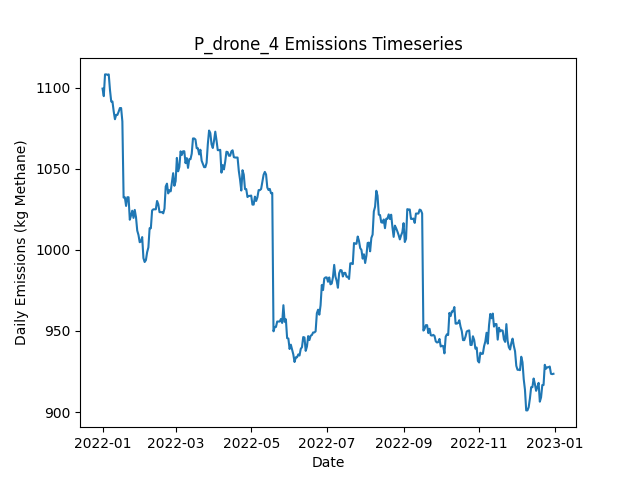 P_drone_4 Emissions Timeseries
Daily Emissions (kg Methane)
1100
1050
1000
950
900
2022-01 2022-03 2022-05 2022-07 2022-09 2022-11 2023-01
Date